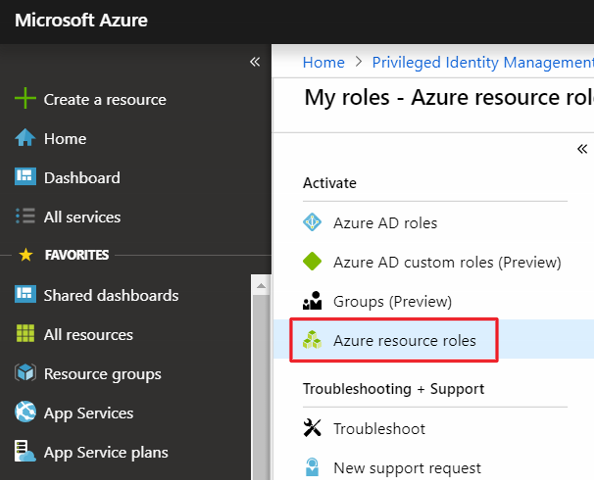 Microsoft Azure
Create a resource
Home
Dashboard
All services
FAVORITES
Shared dashboards
All resources
Resource groups
App Services
App Service plans
Home > Privileged Identity Management
My roles - Azure resource rol
Activate
Azure AD roles
Azure AD custom roles (Preview)
Groups (Preview)
Azure resource roles
Troubleshooting + Support
Troubleshoot
New support request